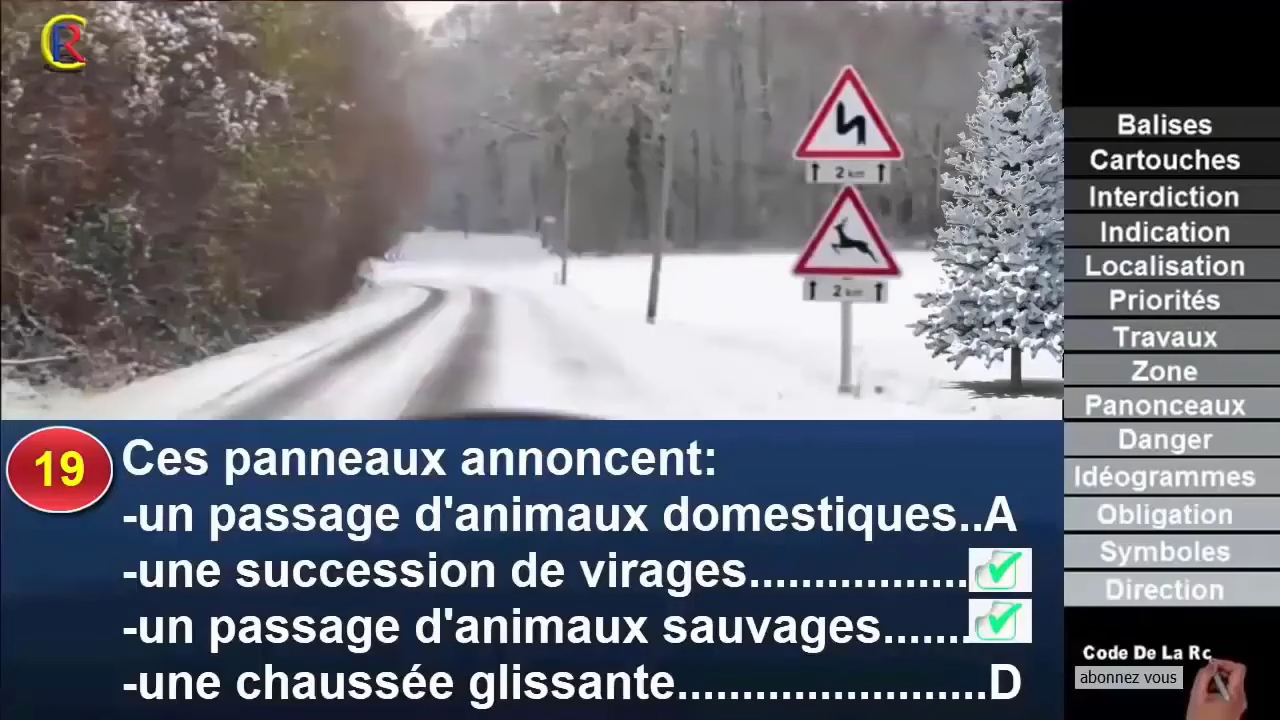 CR
2 km
2 km
19
Ces panneaux annoncent:
-un passage d'animaux domestiques..A
-une succession de virages.................
-un passage d'animaux sauvages.......
-une chaussée glissante........................D
Balises
Cartouches
Interdiction
Indication
Localisation
Priorités
Travaux
Zone
Panonceaux
Danger
Idéogrammes
Obligation
Symboles
Direction
Code De La Rc
abonnez vous